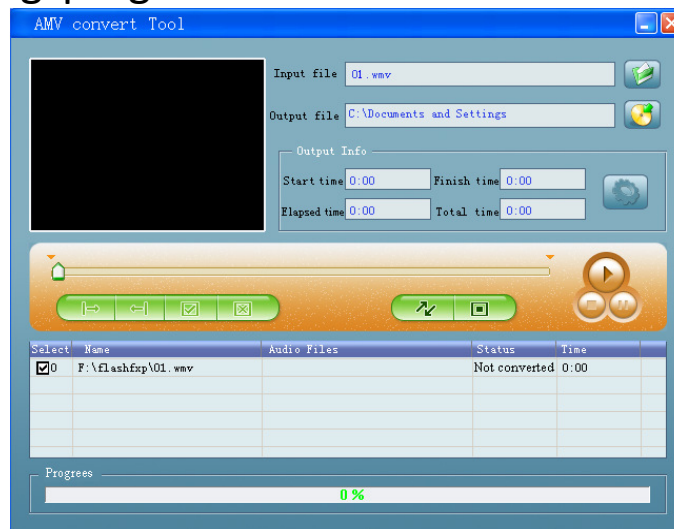 AMV convert Tool
Input file 01.wmv
Output file C:\Documents and Settings
Output Info
Start time 0:00 Finish time 0:00
Elapsed time 0:00 Total time 0:00
Select Name Audio Files Status Time
0 F:\flashfxp\01.wmv Not converted 0:00
Progrees
0 %